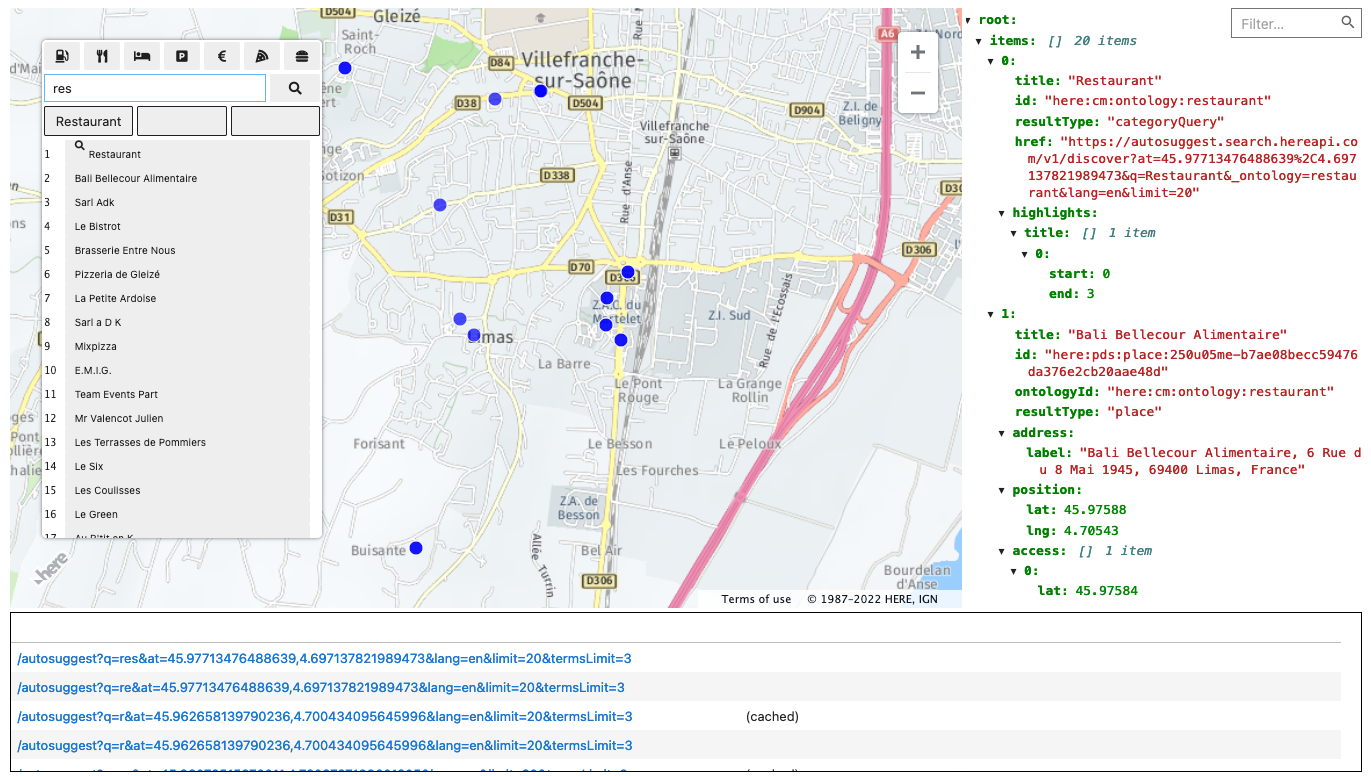 res
Restaurant
1 Restaurant
2 Bali Bellecour Alimentaire
3 Sarl Adk
4 Le Bistrot
5 Brasserie Entre Nous
6 Pizzeria de Gleizé
7 La Petite Ardoise
8 Sarl a D K
9 Mixpizza
10 E.M.I.G.
11 Team Events Part
12 Mr Valencot Julien
13 Les Terrasses de Pommiers
14 Le Six
15 Les Coulisses
16 Le Green
D504
Gleizé
Saint-
Roch
D84
Villefranche-
sur-Saône
D38
D504
A6
+
−
D904
Z.I. de
Béligny
Villefranche
sur-Saône
D338
Rue d'Anse
D31
D306
D70
Z.A.C. du
Martelet
Z.I. Sud
Rue de l'Ecossais
Limas
La Barre
Le Pont
Rouge
La Grange
Rollin
Forisant
Le Besson
Le Peloux
Les Fourches
Z.A. de
Besson
Buisante
Allée Turrin
Bel Air
D306
Bourdelan
d'Anse
here
Terms of use © 1987–2022 HERE, IGN
Filter...
root:
items: [] 20 items
0:
title: "Restaurant"
id: "here:cm:ontology:restaurant"
resultType: "categoryQuery"
href: "https://autosuggest.search.hereapi.co
m/v1/discover?at=45.97713476488639%2C4.697
137821989473&q=Restaurant&_ontology=restau
rant&lang=en&limit=20"
highlights:
title: [] 1 item
0:
start: 0
end: 3
1:
title: "Bali Bellecour Alimentaire"
id: "here:pds:place:250u05me-b7ae08becc59476
da376e2cb20aae48d"
ontologyId: "here:cm:ontology:restaurant"
resultType: "place"
address:
label: "Bali Bellecour Alimentaire, 6 Rue d
u 8 Mai 1945, 69400 Limas, France"
position:
lat: 45.97588
lng: 4.70543
access: [] 1 item
0:
lat: 45.97584
/autosuggest?q=res&at=45.97713476488639,4.697137821989473&lang=en&limit=20&termsLimit=3
/autosuggest?q=re&at=45.97713476488639,4.697137821989473&lang=en&limit=20&termsLimit=3
/autosuggest?q=r&at=45.962658139790236,4.700434095645996&lang=en&limit=20&termsLimit=3 (cached)
/autosuggest?q=r&at=45.962658139790236,4.700434095645996&lang=en&limit=20&termsLimit=3